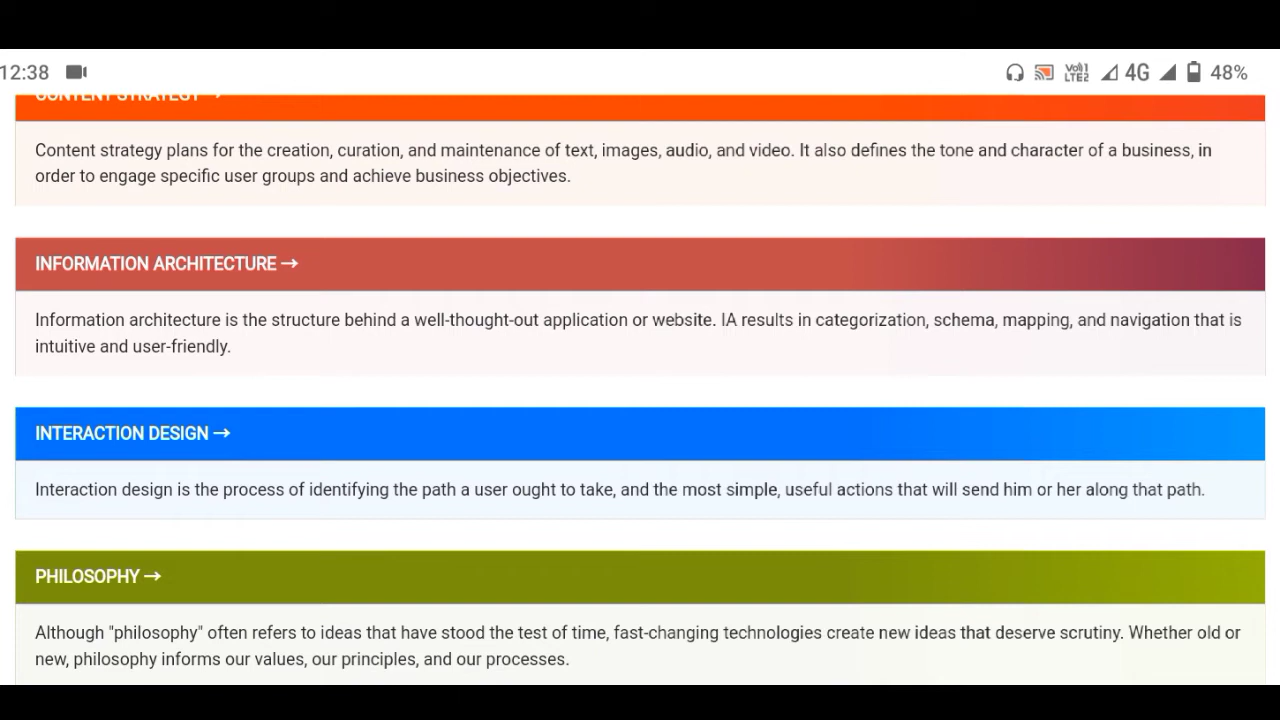 12:38
Vo)) 1
LTE2
4G
48%
CONTENT STRATEGY →
Content strategy plans for the creation, curation, and maintenance of text, images, audio, and video. It also defines the tone and character of a business, in
order to engage specific user groups and achieve business objectives.
INFORMATION ARCHITECTURE →
Information architecture is the structure behind a well-thought-out application or website. IA results in categorization, schema, mapping, and navigation that is
intuitive and user-friendly.
INTERACTION DESIGN →
Interaction design is the process of identifying the path a user ought to take, and the most simple, useful actions that will send him or her along that path.
PHILOSOPHY →
Although "philosophy" often refers to ideas that have stood the test of time, fast-changing technologies create new ideas that deserve scrutiny. Whether old or
new, philosophy informs our values, our principles, and our processes.